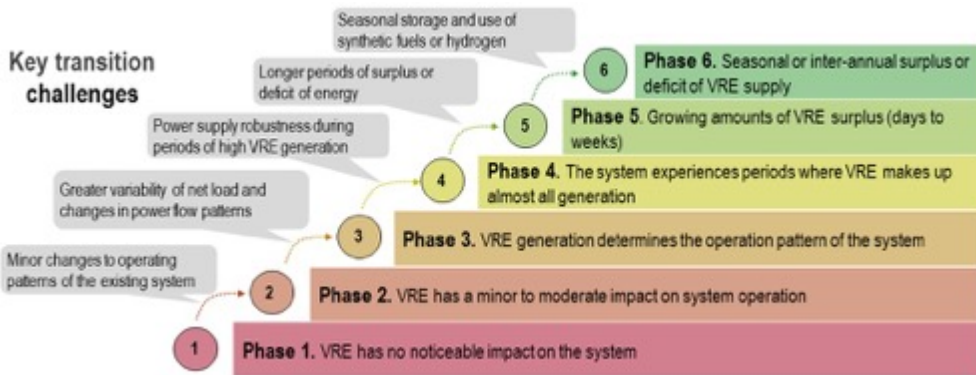 Key transition
challenges
Seasonal storage and use of
synthetic fuels or hydrogen
Longer periods of surplus or
deficit of energy
Power supply robustness during
periods of high VRE generation
Greater variability of net load and
changes in power flow patterns
Minor changes to operating
patterns of the existing system
6
Phase 6. Seasonal or inter-annual surplus or
deficit of VRE supply
5
Phase 5. Growing amounts of VRE surplus (days to
weeks)
4
Phase 4. The system experiences periods where VRE makes up
almost all generation
3
Phase 3. VRE generation determines the operation pattern of the system
2
Phase 2. VRE has a minor to moderate impact on system operation
1
Phase 1. VRE has no noticeable impact on the system